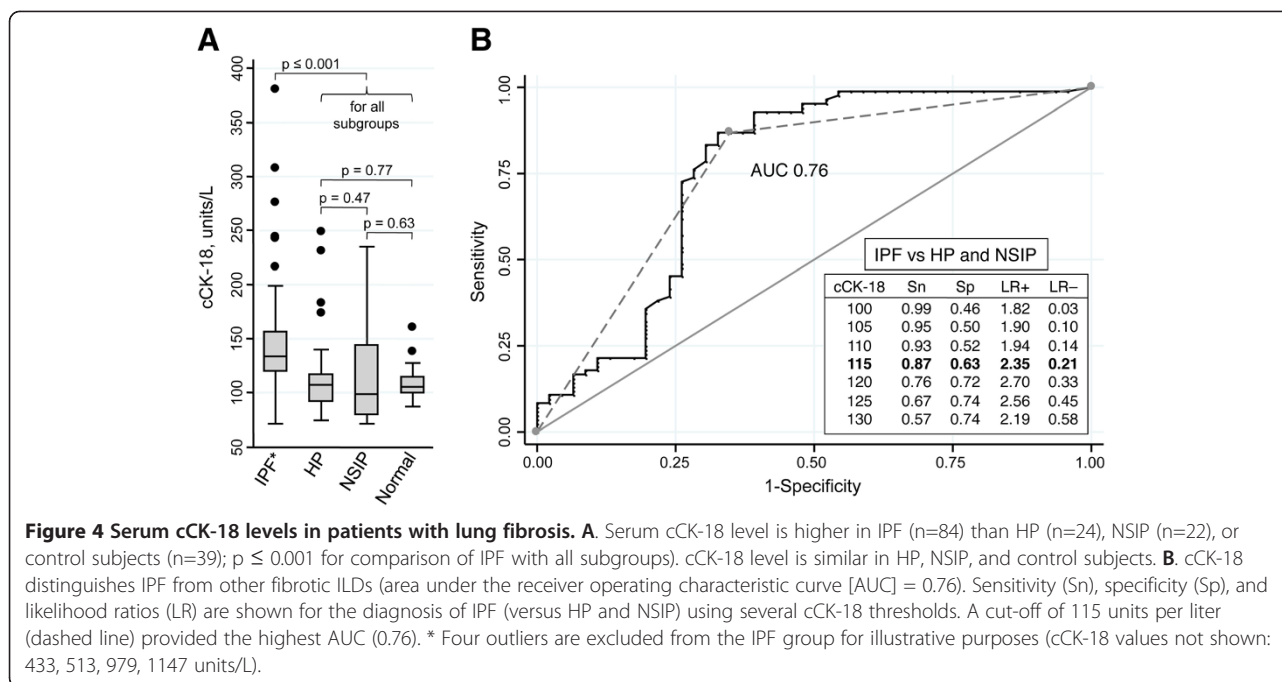 A
B
400
350
300
250
200
150
100
50
cCK-18, units/L
p ≤ 0.001
for all
subgroups
p = 0.77
p = 0.47
p = 0.63
IPF*
HP
NSIP
Normal
1.00
0.75
0.50
0.25
0.00
Sensitivity
AUC 0.76
IPF vs HP and NSIP
cCK-18 Sn Sp LR+ LR–
100 0.99 0.46 1.82 0.03
105 0.95 0.50 1.90 0.10
110 0.93 0.52 1.94 0.14
115 0.87 0.63 2.35 0.21
120 0.76 0.72 2.70 0.33
125 0.67 0.74 2.56 0.45
130 0.57 0.74 2.19 0.58
0.00 0.25 0.50 0.75 1.00
1-Specificity
Figure 4 Serum cCK-18 levels in patients with lung fibrosis. A. Serum cCK-18 level is higher in IPF (n=84) than HP (n=24), NSIP (n=22), or
control subjects (n=39); p ≤ 0.001 for comparison of IPF with all subgroups). cCK-18 level is similar in HP, NSIP, and control subjects. B. cCK-18
distinguishes IPF from other fibrotic ILDs (area under the receiver operating characteristic curve [AUC] = 0.76). Sensitivity (Sn), specificity (Sp), and
likelihood ratios (LR) are shown for the diagnosis of IPF (versus HP and NSIP) using several cCK-18 thresholds. A cut-off of 115 units per liter
(dashed line) provided the highest AUC (0.76). * Four outliers are excluded from the IPF group for illustrative purposes (cCK-18 values not shown:
433, 513, 979, 1147 units/L).